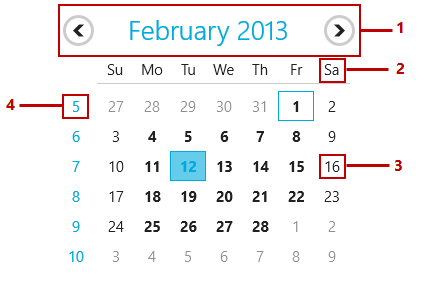 February 2013 1
Su Mo Tu We Th Fr Sa 2
4 5 27 28 29 30 31 1 2
6 3 4 5 6 7 8 9
7 10 11 12 13 14 15 16 3
8 17 18 19 20 21 22 23
9 24 25 26 27 28 1 2
10 3 4 5 6 7 8 9